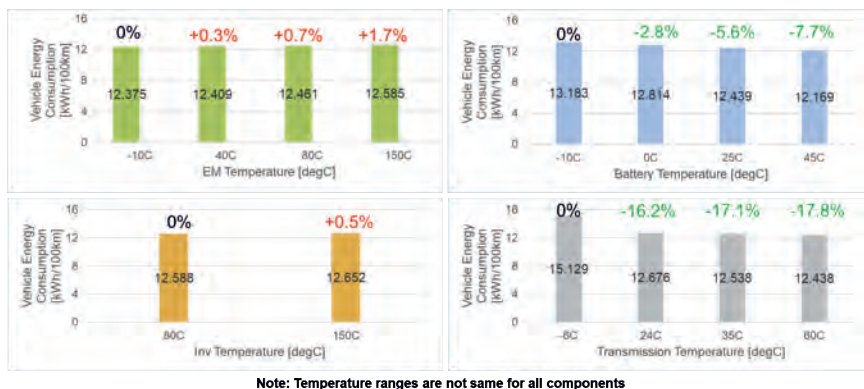 Vehicle Energy
Consumption
[kWh/100km]
16
12
8
4
0
0% +0.3% +0.7% +1.7%
12.375 12.409 12.461 12.585
-10C 40C 80C 150C
EM Temperature [degC]
Vehicle Energy
Consumption
[kWh/100km]
16
12
8
4
0
0% -2.8% -5.6% -7.7%
13.183 12.814 12.439 12.169
-10C 0C 25C 45C
Battery Temperature [degC]
Vehicle Energy
Consumption
[kWh/100km]
16
12
8
4
0
0% +0.5%
12.588 12.652
60C 150C
Inv Temperature [degC]
Vehicle Energy
Consumption
[kWh/100km]
16
12
8
4
0
0% -16.2% -17.1% -17.8%
15.129 12.676 12.538 12.438
-6C 24C 35C 60C
Transmission Temperature [degC]
Note: Temperature ranges are not same for all components